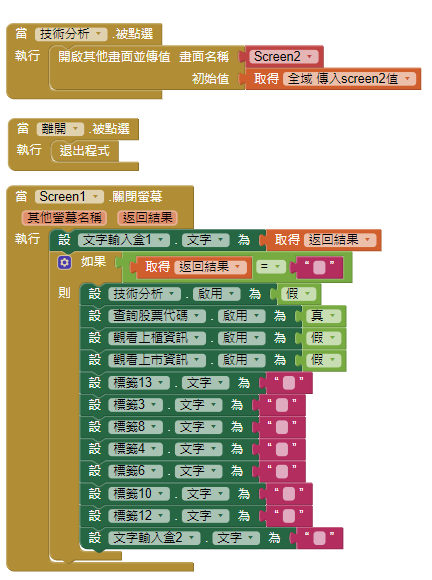 當 技術分析 .被點選
執行 開啟其他畫面並傳值 畫面名稱 Screen2
初始值 取得 全域 傳入screen2值
當 離開 .被點選
執行 退出程式
當 Screen1 .關閉螢幕
其他螢幕名稱 返回結果
執行 設 文字輸入盒1 . 文字 為 取得 返回結果
如果 取得 返回結果 = “ ”
則 設 技術分析 . 啟用 為 假
設 查詢股票代碼 . 啟用 為 真
設 觀看上櫃資訊 . 啟用 為 假
設 觀看上市資訊 . 啟用 為 假
設 標籤13 . 文字 為 “ ”
設 標籤3 . 文字 為 “ ”
設 標籤8 . 文字 為 “ ”
設 標籤4 . 文字 為 “ ”
設 標籤6 . 文字 為 “ ”
設 標籤10 . 文字 為 “ ”
設 標籤12 . 文字 為 “ ”
設 文字輸入盒2 . 文字 為 “ ”